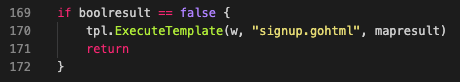 169 if boolresult == false {
170 tpl.ExecuteTemplate(w, "signup.gohtml", mapresult)
171 return
172 }